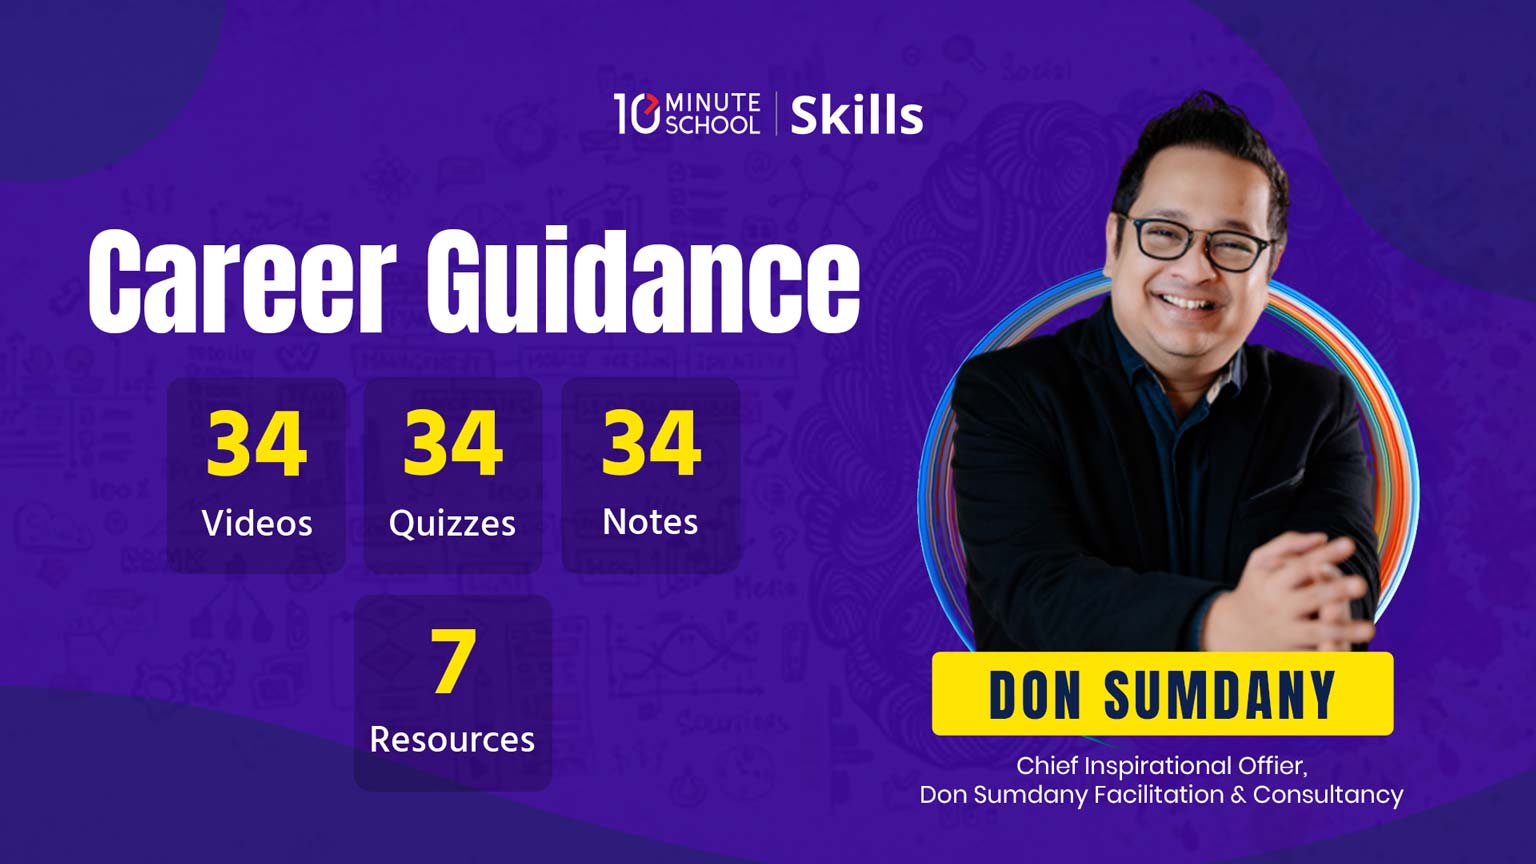 10 MINUTE SCHOOL | Skills
Career Guidance
34
Videos
34
Quizzes
34
Notes
7
Resources
DON SUMDANY
Chief Inspirational Offier,
Don Sumdany Facilitation & Consultancy